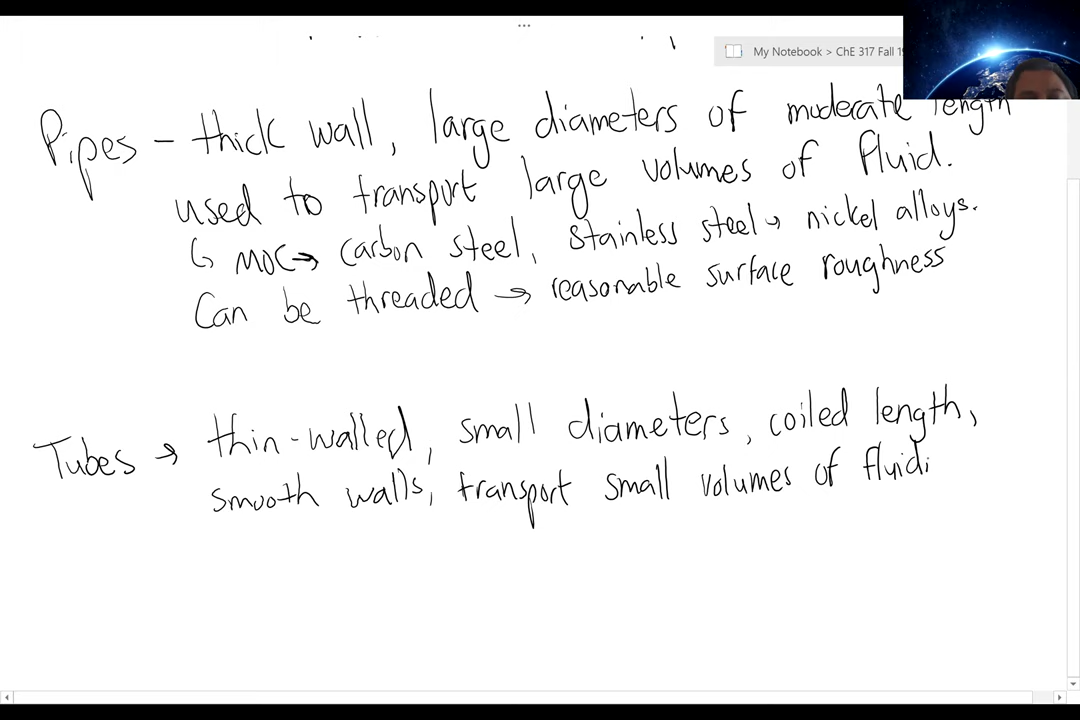 ...
My Notebook > ChE 317 Fall 1
Pipes - thick wall, large diameters of moderate length
used to transport large volumes of fluid.
↳ MOC → carbon steel, stainless steel → nickel alloys.
Can be threaded → reasonable surface roughness
Tubes → thin-walled, small diameters, coiled length,
smooth walls, transport small volumes of fluid